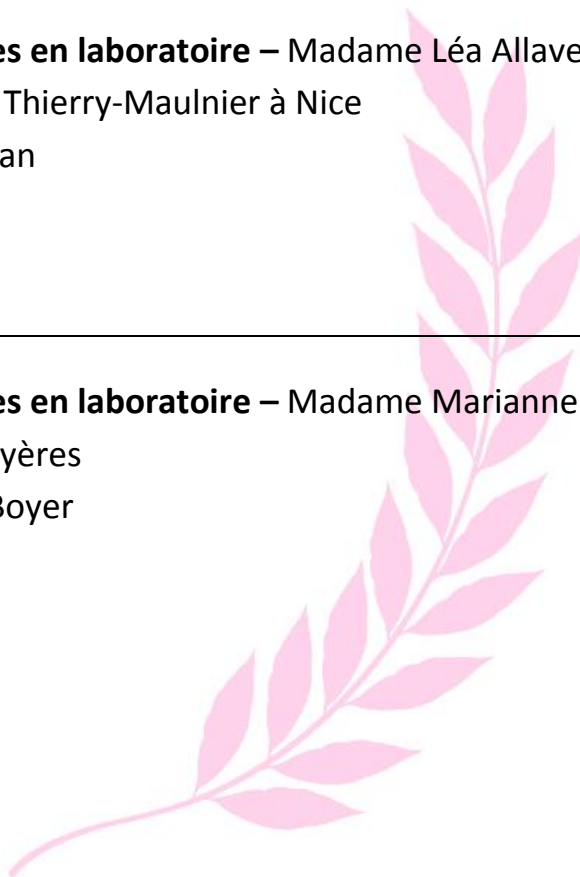 es en laboratoire – Madame Léa Allave
Thierry-Maulnier à Nice
an
es en laboratoire – Madame Marianne
yères
Boyer